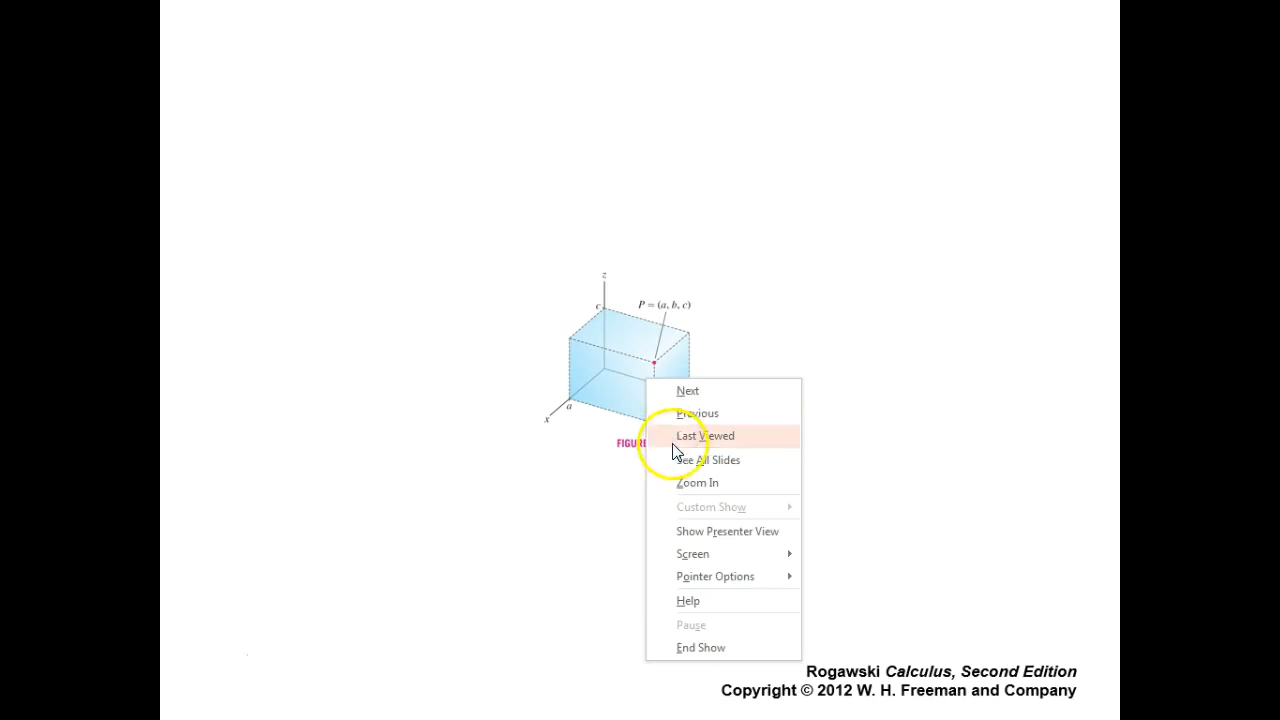 z
c
P = (a, b, c)
a
x
FIGURE
Next
Previous
Last Viewed
See All Slides
Zoom In
Custom Show
Show Presenter View
Screen
Pointer Options
Help
Pause
End Show
Rogawski Calculus, Second Edition
Copyright © 2012 W. H. Freeman and Company